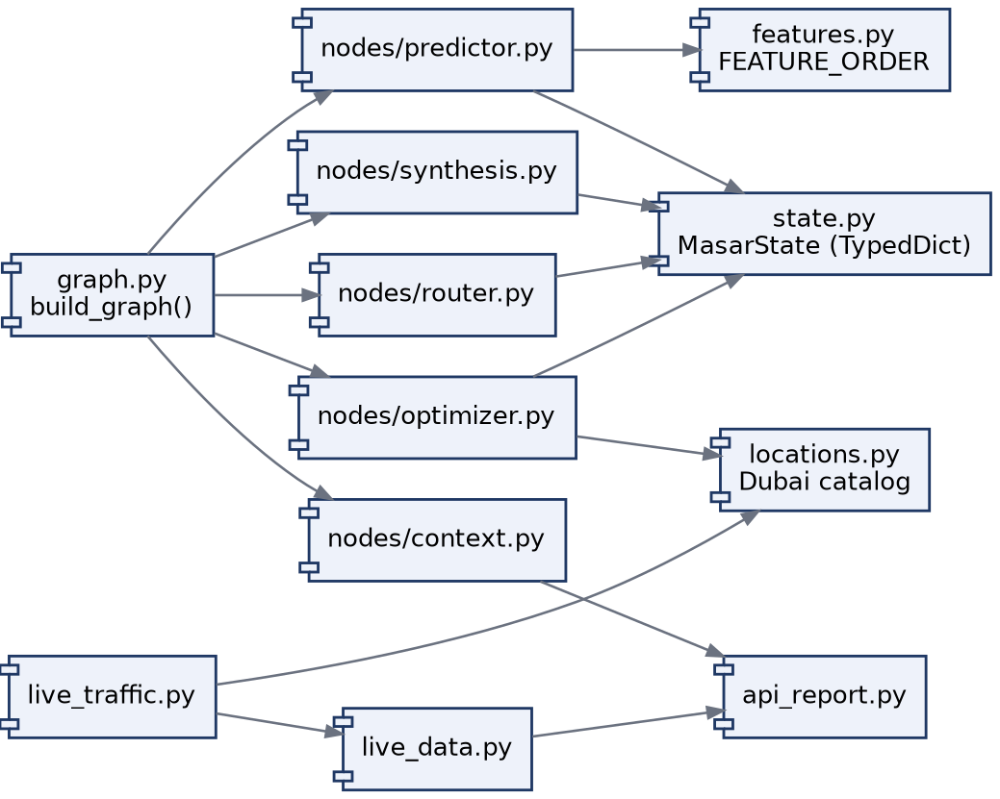 nodes/predictor.py
features.py
FEATURE_ORDER
nodes/synthesis.py
state.py
MasarState (TypedDict)
graph.py
build_graph()
nodes/router.py
nodes/optimizer.py
locations.py
Dubai catalog
nodes/context.py
live_traffic.py
api_report.py
live_data.py